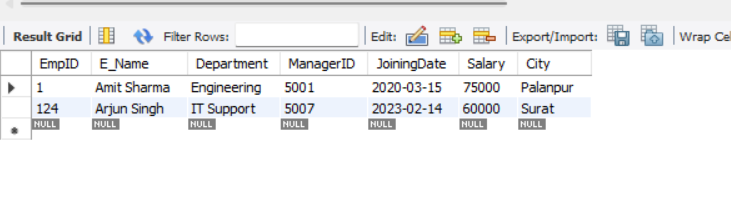 Result Grid Filter Rows: Edit: Export/Import: Wrap Cel
EmpID E_Name Department ManagerID JoiningDate Salary City
1 Amit Sharma Engineering 5001 2020-03-15 75000 Palanpur
124 Arjun Singh IT Support 5007 2023-02-14 60000 Surat
NULL NULL NULL NULL NULL NULL NULL